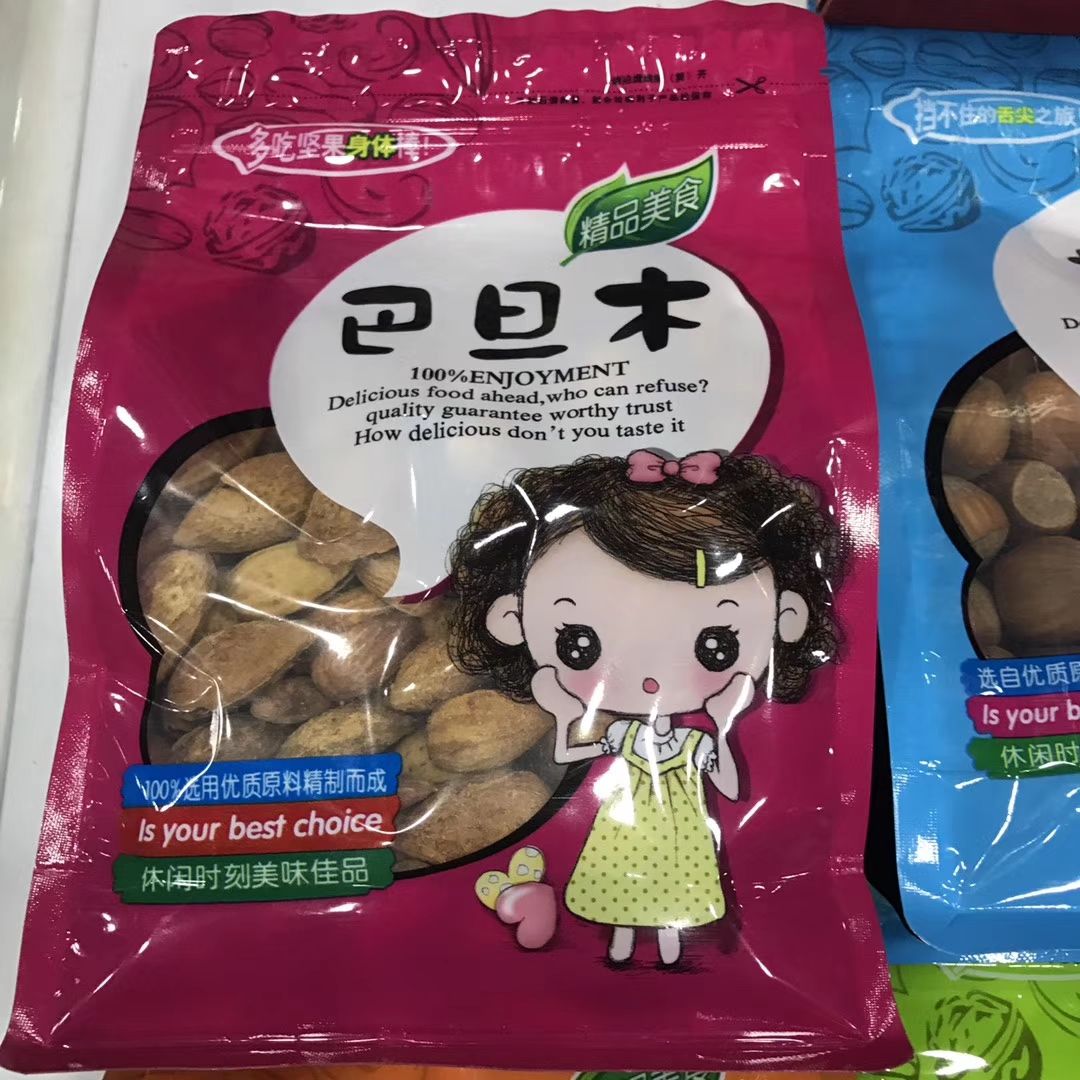 多吃坚果身体棒!
精品美食
巴旦木
100%ENJOYMENT
Delicious food ahead,who can refuse?
quality guarantee worthy trust
How delicious don't you taste it
100%选用优质原料精制而成
Is your best choice
休闲时刻美味佳品
挡不住的舌尖之旅
选自优质原
Is your b
休闲时